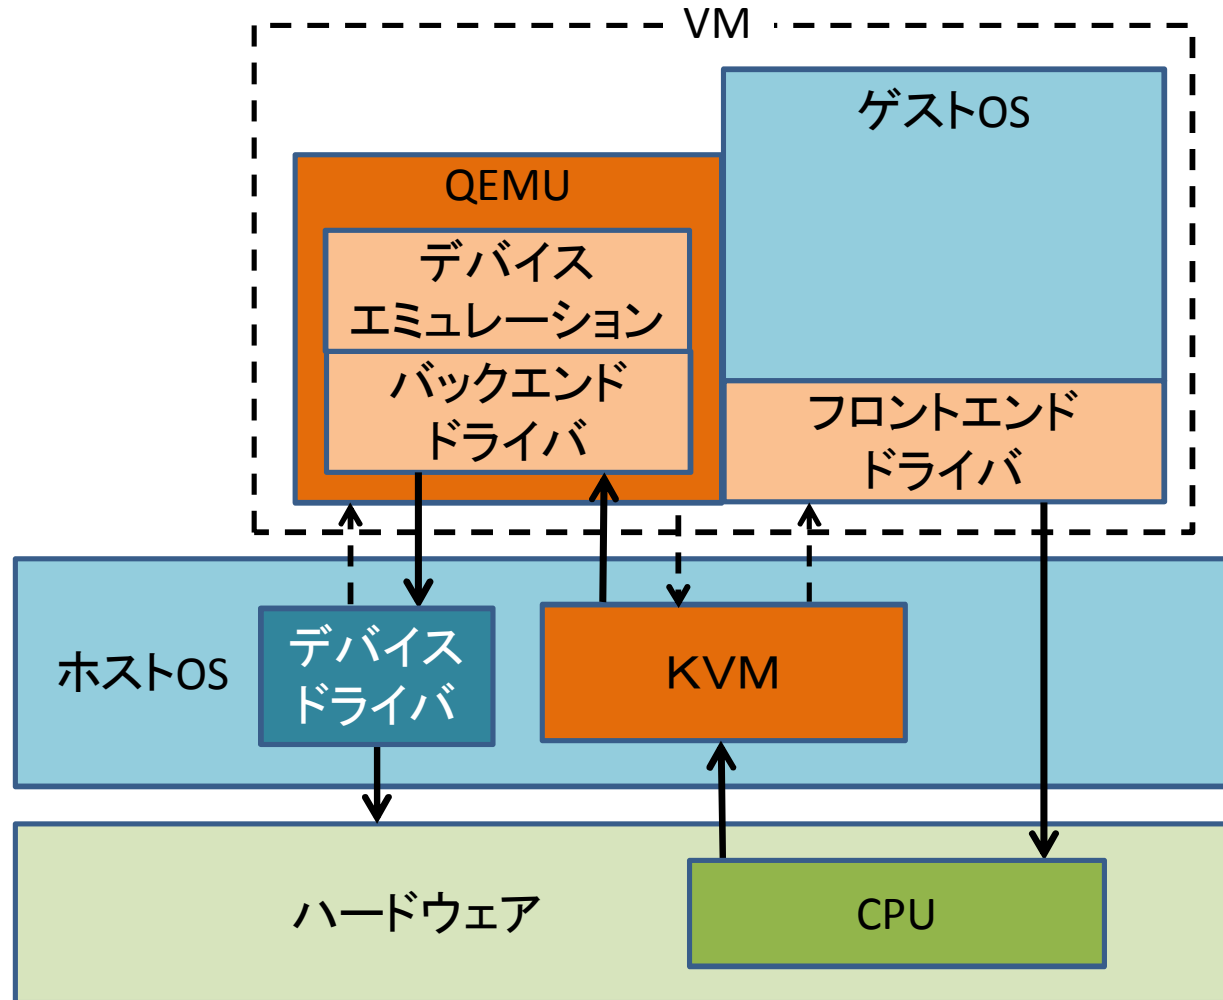 VM
ゲストOS
QEMU
デバイス
エミュレーション
バックエンド
ドライバ
フロントエンド
ドライバ
ホストOS
デバイス
ドライバ
ＫＶＭ
ハードウェア
CPU